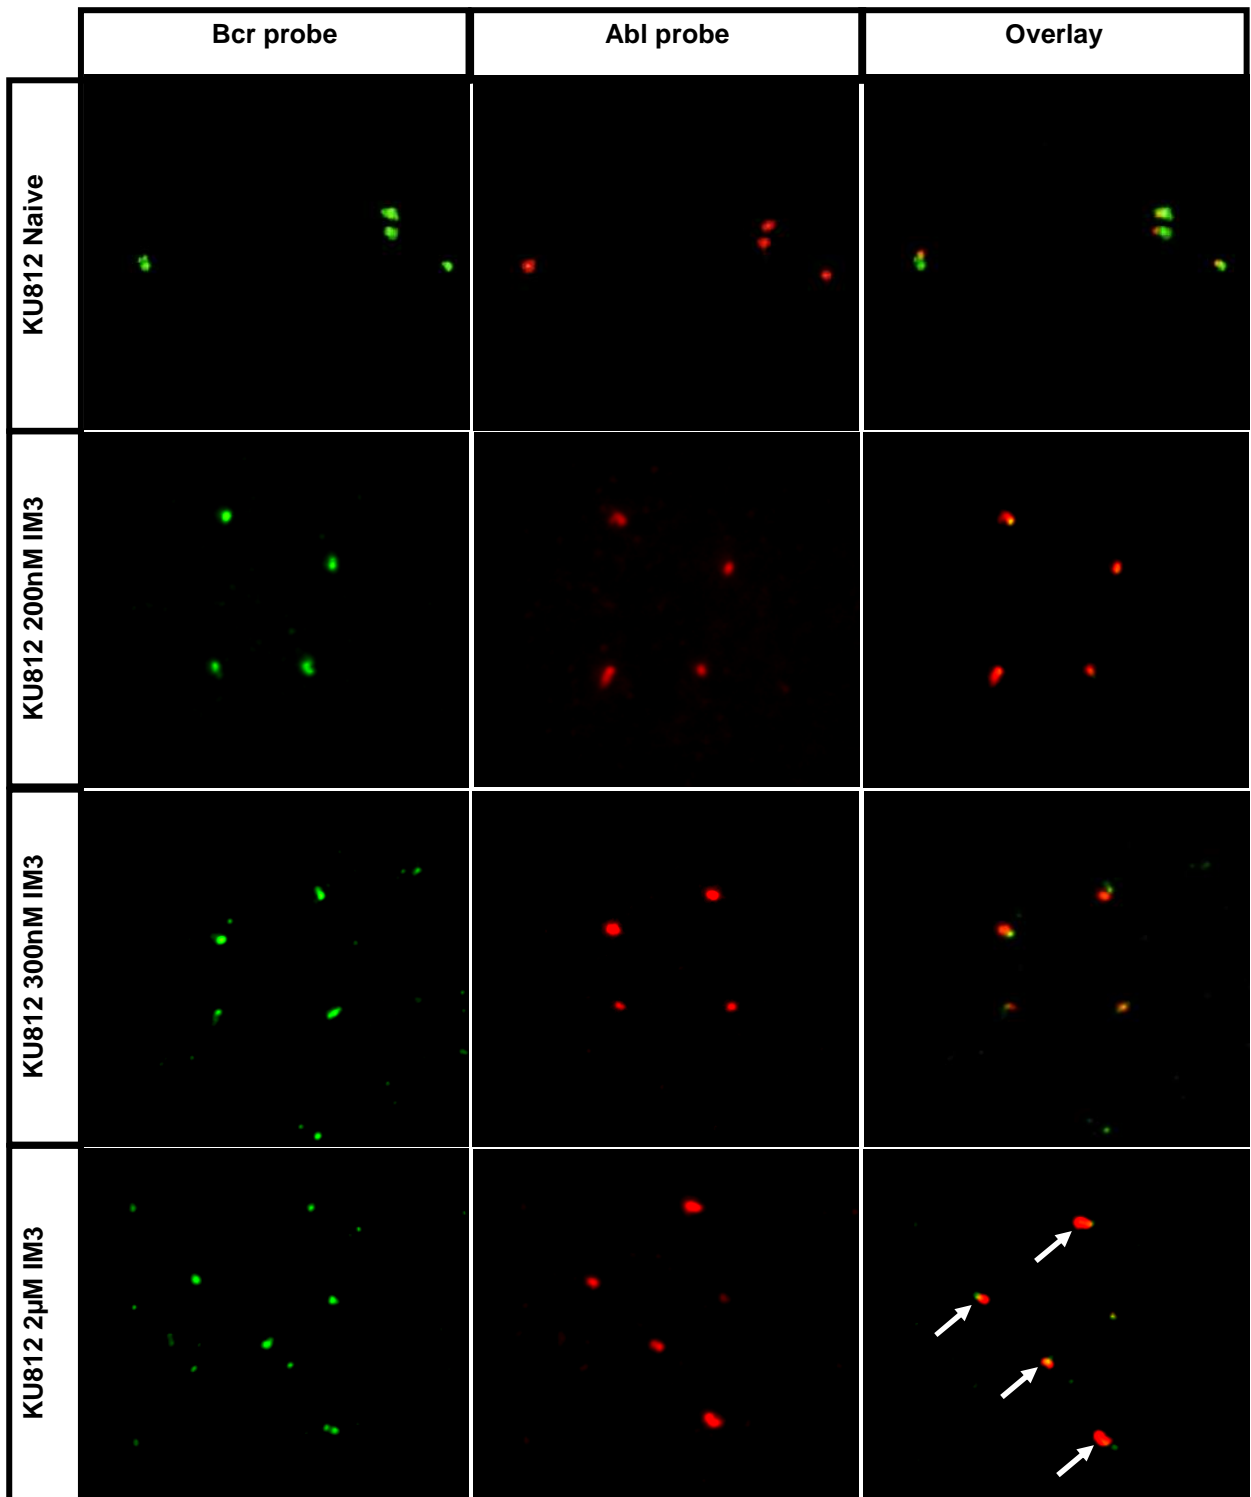 Bcr probe
Abl probe
Overlay
KU812 Naive
KU812 200nM IM3
KU812 300nM IM3
KU812 2µM IM3